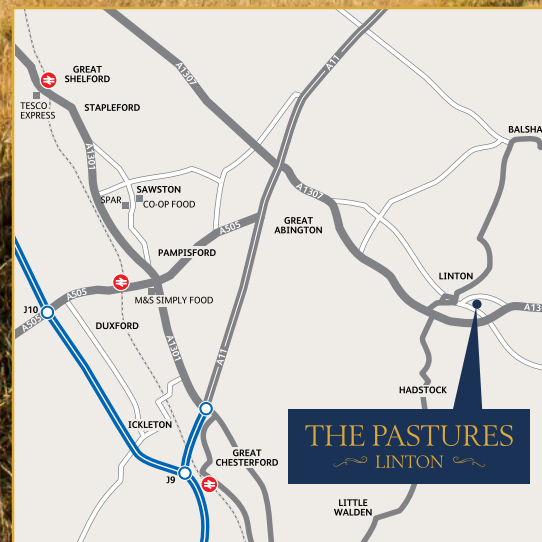 A1307
A11
GREAT
SHELFORD
TESCO
EXPRESS
STAPLEFORD
BALSHA
A1301
SAWSTON
SPAR
CO-OP FOOD
A1307
GREAT
ABINGTON
A505
PAMPISFORD
LINTON
A505
M&S SIMPLY FOOD
J10
A505
DUXFORD
A13
A1301
A11
HADSTOCK
ICKLETON
THE PASTURES
LINTON
GREAT
CHESTERFORD
J9
LITTLE
WALDEN